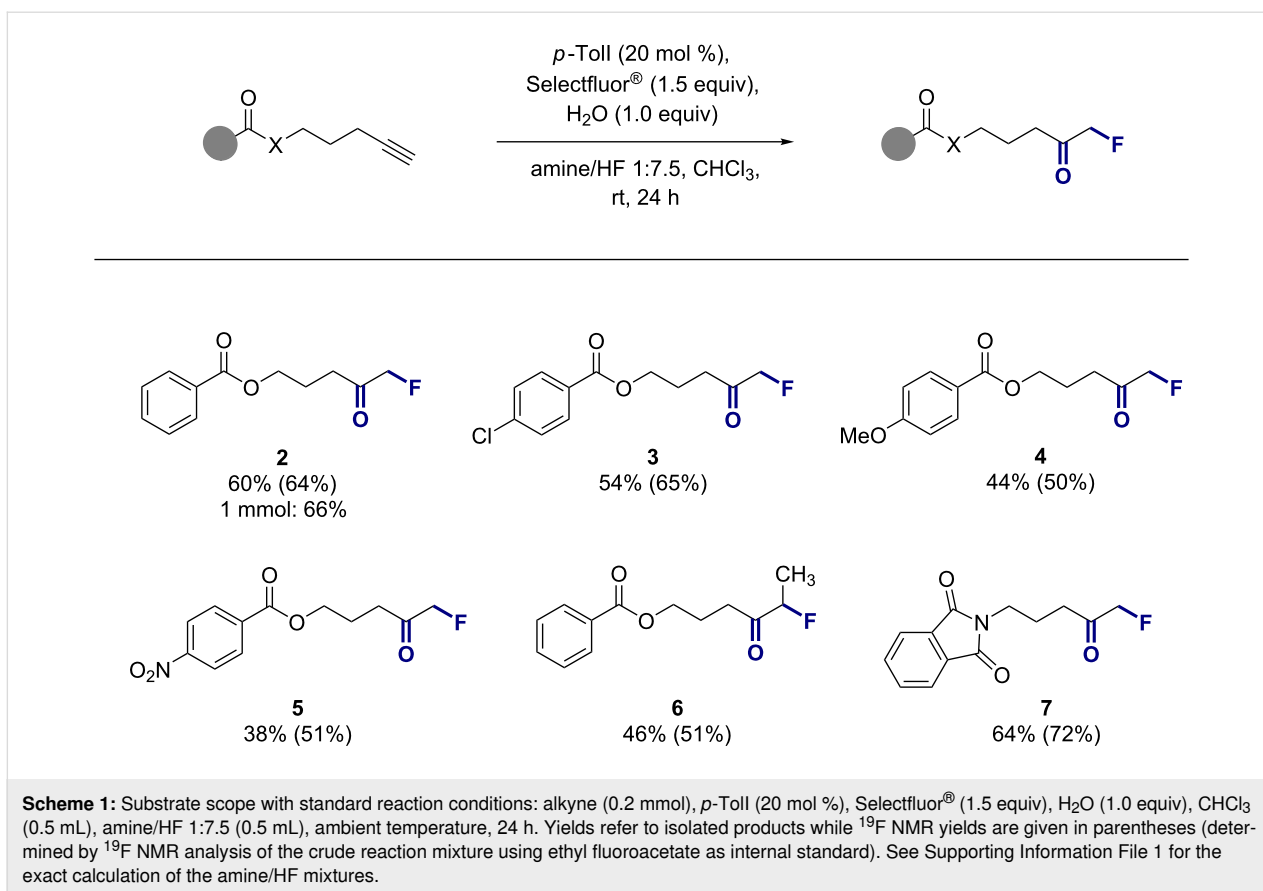 p-TolI (20 mol %),
Selectfluor® (1.5 equiv),
H₂O (1.0 equiv)
amine/HF 1:7.5, CHCl₃,
rt, 24 h
O
X
O
X
O
F
O
O
O
F
2
60% (64%)
1 mmol: 66%
O
O
O
F
Cl
3
54% (65%)
O
O
O
F
MeO
4
44% (50%)
O
O
O
F
O₂N
5
38% (51%)
O
O
O
CH₃
F
6
46% (51%)
O
N
O
O
F
7
64% (72%)
Scheme 1: Substrate scope with standard reaction conditions: alkyne (0.2 mmol), p-TolI (20 mol %), Selectfluor® (1.5 equiv), H₂O (1.0 equiv), CHCl₃
(0.5 mL), amine/HF 1:7.5 (0.5 mL), ambient temperature, 24 h. Yields refer to isolated products while ¹⁹F NMR yields are given in parentheses (deter-
mined by ¹⁹F NMR analysis of the crude reaction mixture using ethyl fluoroacetate as internal standard). See Supporting Information File 1 for the
exact calculation of the amine/HF mixtures.